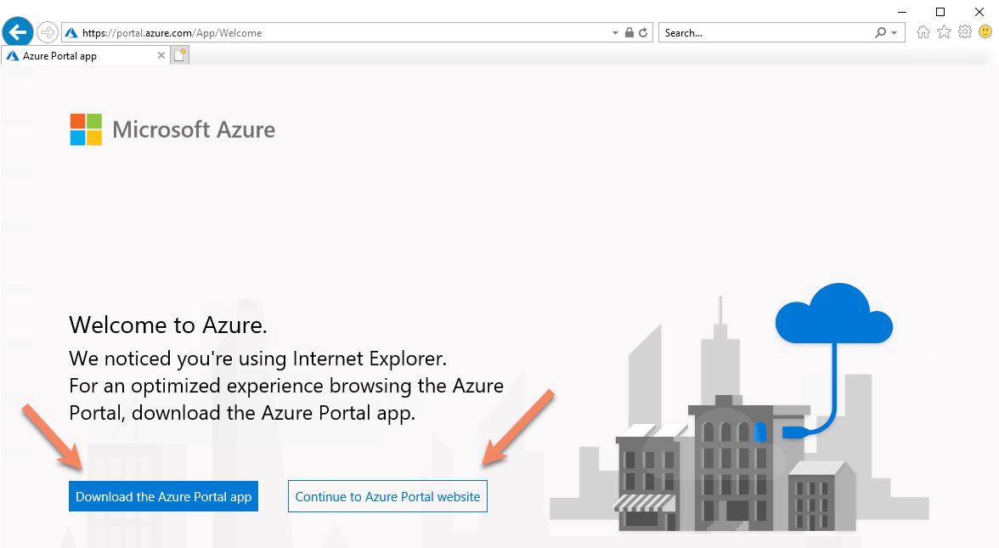 https://portal.azure.com/App/Welcome
Search...
Azure Portal app
Microsoft Azure
Welcome to Azure.
We noticed you're using Internet Explorer.
For an optimized experience browsing the Azure
Portal, download the Azure Portal app.
Download the Azure Portal app
Continue to Azure Portal website